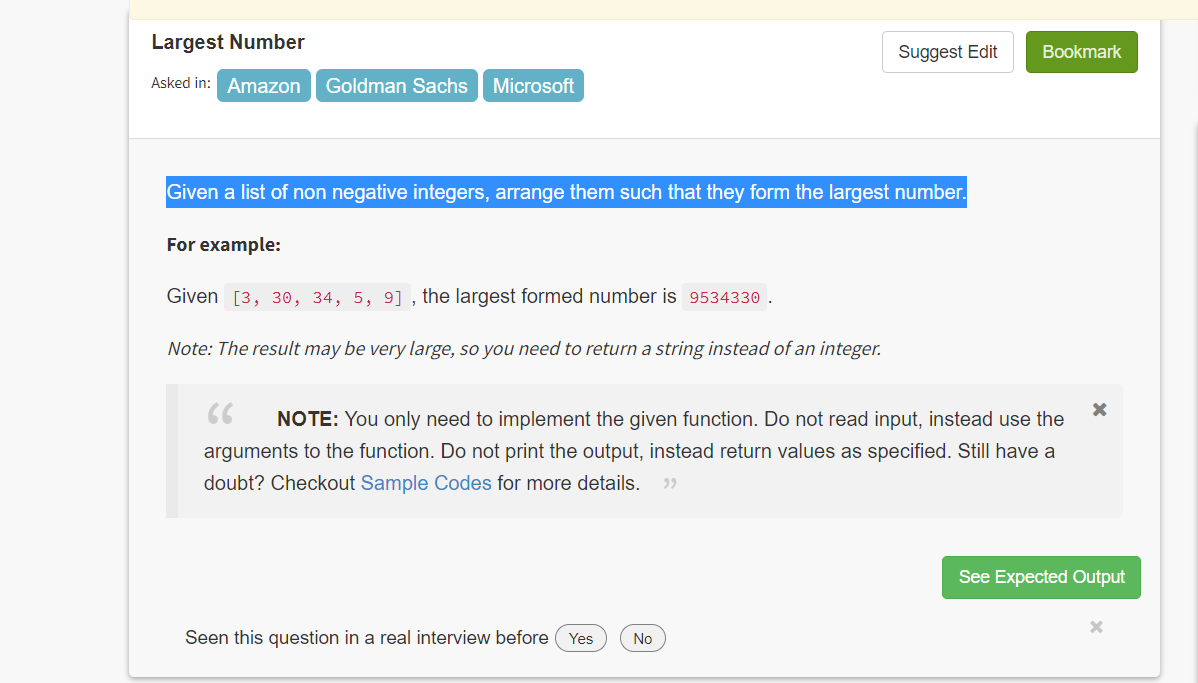 Largest Number
Suggest Edit
Bookmark
Asked in: Amazon Goldman Sachs Microsoft
Given a list of non negative integers, arrange them such that they form the largest number.
For example:
Given [3, 30, 34, 5, 9], the largest formed number is 9534330.
Note: The result may be very large, so you need to return a string instead of an integer.
“ NOTE: You only need to implement the given function. Do not read input, instead use the
arguments to the function. Do not print the output, instead return values as specified. Still have a
doubt? Checkout Sample Codes for more details. ”
See Expected Output
Seen this question in a real interview before Yes No